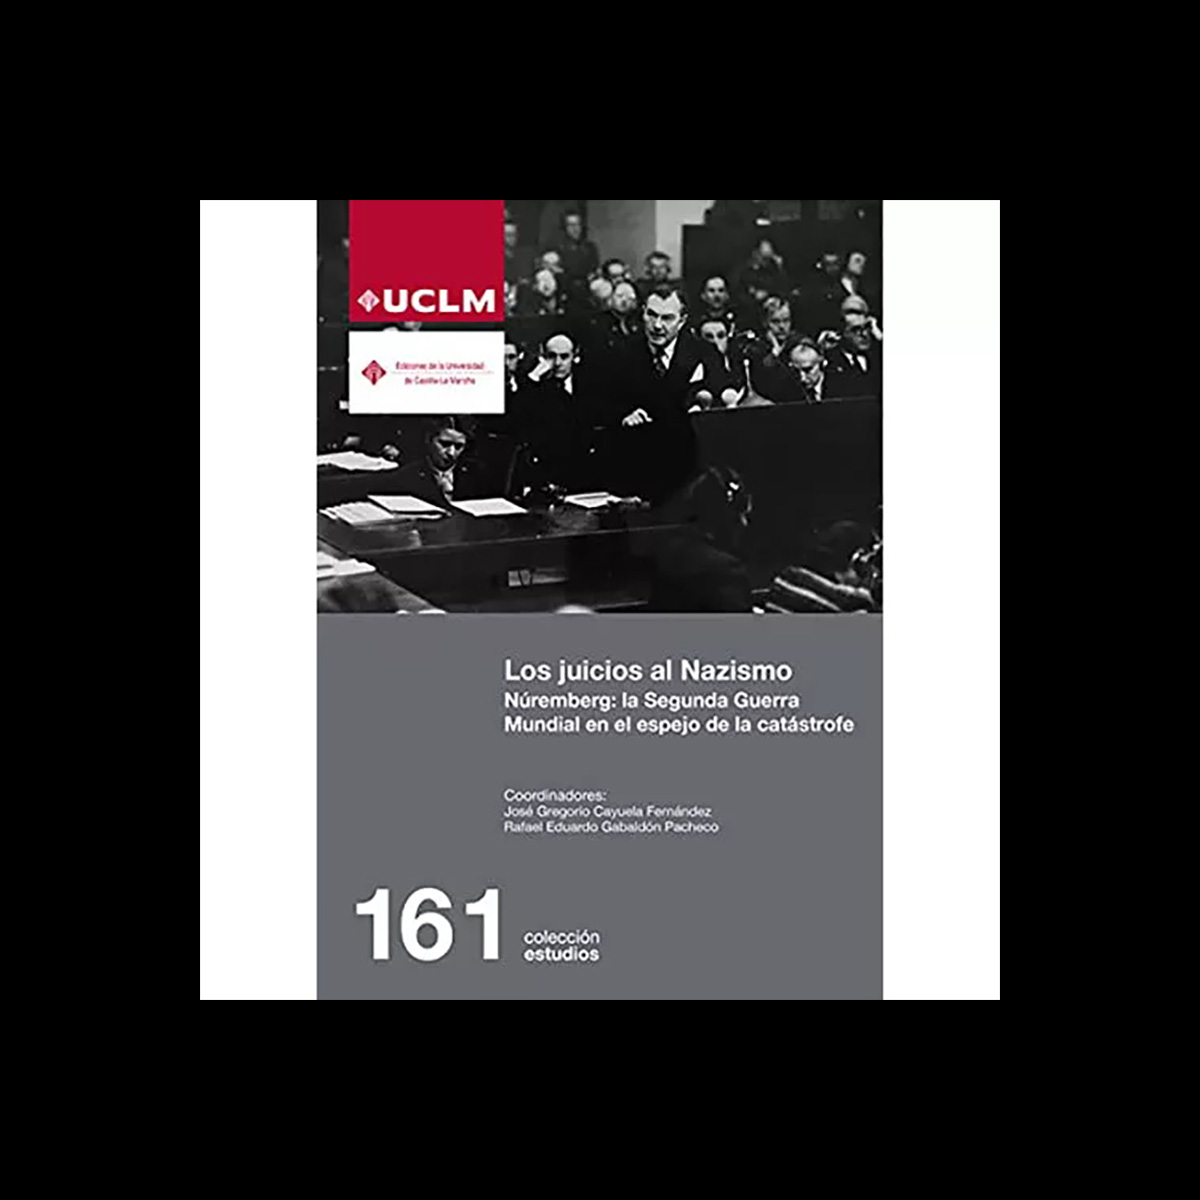 UCLM
Ediciones de la Universidad
de Castilla-La Mancha
Los juicios al Nazismo
Núremberg: la Segunda Guerra
Mundial en el espejo de la catástrofe
Coordinadores:
José Gregorio Cayuela Fernández
Rafael Eduardo Gabaldón Pacheco
161
colección
estudios